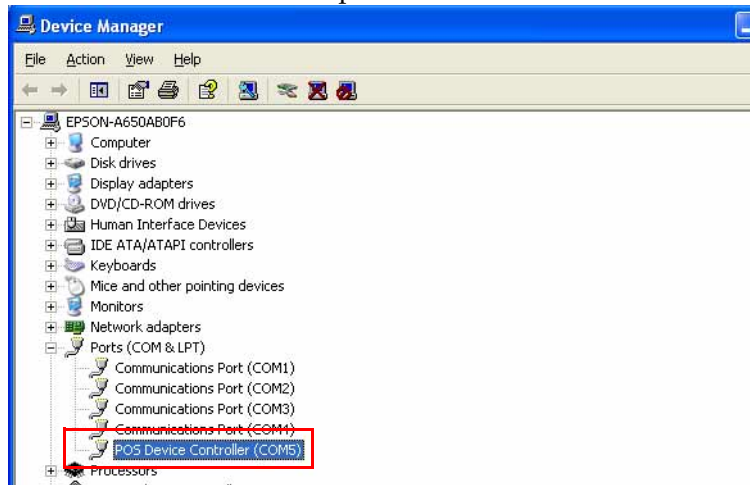 Device Manager
File Action View Help
EPSON-A650AB0F6
Computer
Disk drives
Display adapters
DVD/CD-ROM drives
Human Interface Devices
IDE ATA/ATAPI controllers
Keyboards
Mice and other pointing devices
Monitors
Network adapters
Ports (COM & LPT)
Communications Port (COM1)
Communications Port (COM2)
Communications Port (COM3)
Communications Port (COM4)
POS Device Controller (COM5)
Processors